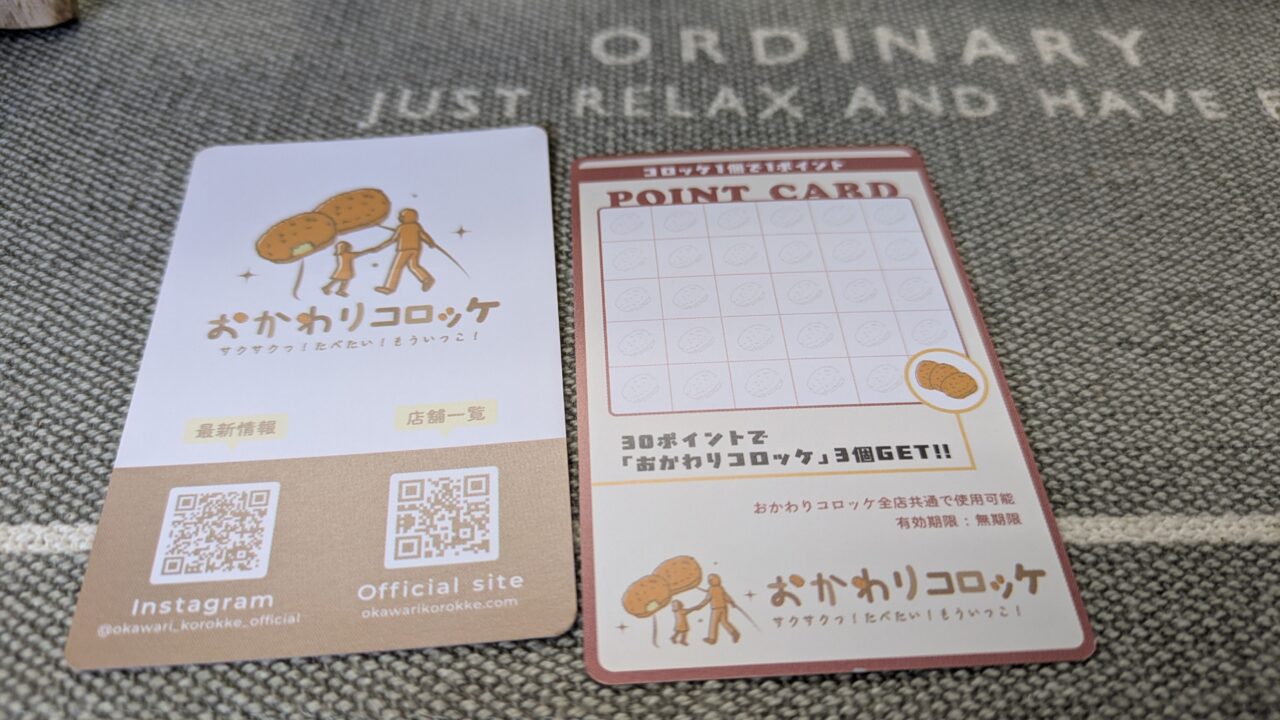 ORDINARY
JUST RELAX AND HAVE
おかわりコロッケ
サクサクっ！たべたい！もういっこ！
最新情報
店舗一覧
Instagram
@okawari_korokke_official
Official site
okawarikorokke.com
コロッケ1個で1ポイント
POINT CARD
30ポイントで
「おかわりコロッケ」3個GET!!
おかわりコロッケ全店共通で使用可能
有効期限：無期限
おかわりコロッケ
サクサクっ！たべたい！もういっこ！